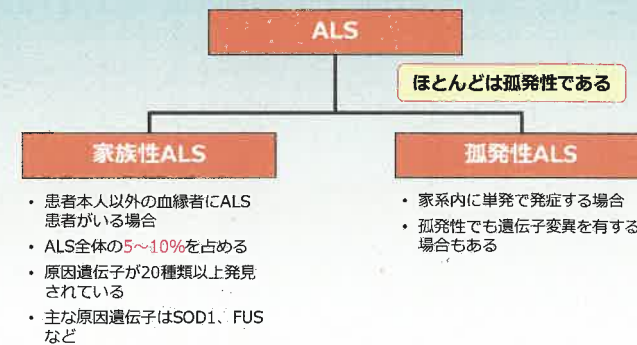 ALS
ほとんどは孤発性である
家族性ALS
・患者本人以外の血縁者にALS
患者がいる場合
・ALS全体の5～10%を占める
・原因遺伝子が20種類以上発見
されている
・主な原因遺伝子はSOD1、FUS
など
孤発性ALS
・家系内に単発で発症する場合
・孤発性でも遺伝子変異を有する
場合もある